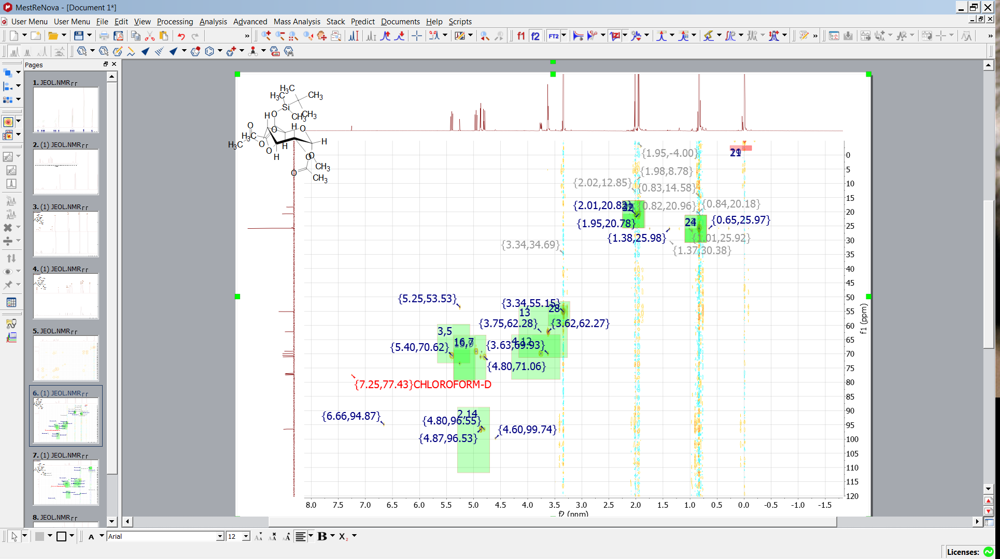 MestReNova - [Document 1*]
User Menu User Menu File Edit View Processing Analysis Advanced Mass Analysis Stack Predict Documents Help Scripts
f1 f2 FT2
Pages
1. JEOL.NMR
2. (1) JEOL.NMR
3. (1) JEOL.NMR
4. (1) JEOL.NMR
5. (1) JEOL.NMR
6. (1) JEOL.NMR
7. (1) JEOL.NMR
8. (1) JEOL.NMR
H₃C
H₃C CH₃
Si
H O CH₃ CH₃
O H O
H₃C O H
H₃C O H
O H O O
CH₃
O CH₃
{1.95,-4.00}
21
{1.98,8.78}
{2.02,12.85}
{0.83,14.58}
{2.01,20.82}
32
{0.82,20.96}
{0.84,20.18}
{1.95,20.78}
24
{0.65,25.97}
{1.38,25.98}
{1.01,25.92}
{3.34,34.69}
{1.37,30.38}
{5.25,53.53}
{3.34,55.15}
13
28
{3.75,62.28}
{3.62,62.27}
3,5
16,7
4,12
{5.40,70.62}
{3.63,69.93}
{4.80,71.06}
{7.25,77.43}CHLOROFORM-D
{6.66,94.87}
2,14
{4.80,96.55}
{4.60,99.74}
{4.87,96.53}
0
5
10
15
20
25
30
35
40
45
50
55
60
65
70
75
80
85
90
95
100
105
110
115
120
f1 (ppm)
8.0 7.5 7.0 6.5 6.0 5.5 5.0 4.5 4.0 3.5 3.0 2.5 2.0 1.5 1.0 0.5 0.0 -0.5 -1.0 -1.5
f2 (ppm)
A Arial 12 B X₂
Licenses: